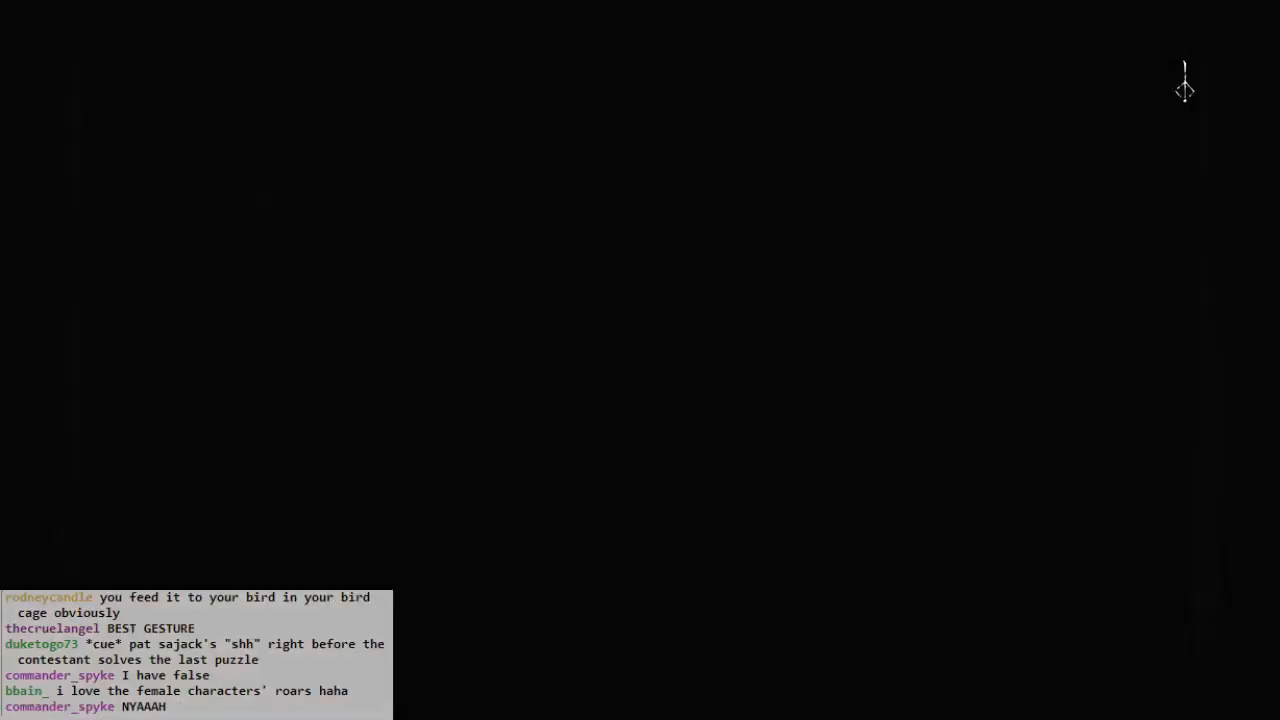 rodneycandle you feed it to your bird in your bird
cage obviously
thecruelangel BEST GESTURE
duketogo73 *cue* pat sajack's "shh" right before the
contestant solves the last puzzle
commander_spyke I have false
bbain_ i love the female characters' roars haha
commander_spyke NYAAAH